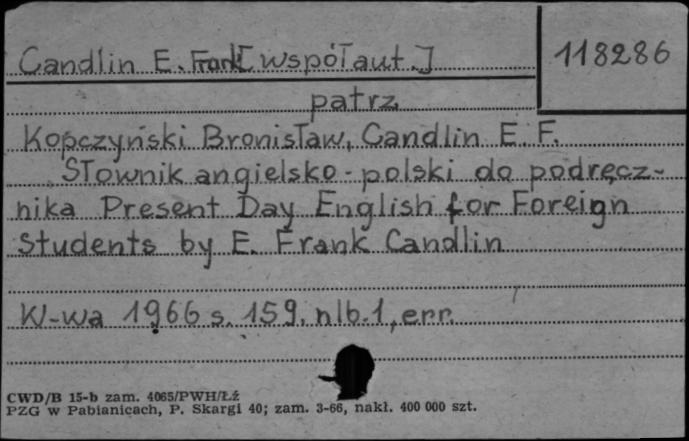 Candlin E. Frank [współaut.]
118286
patrz
Kopczyński Bronisław, Candlin E. F.
Słownik angielsko-polski do podręcz-
nika Present Day English for Foreign
Students by E. Frank Candlin
W-wa 1966 s. 159, nlb. 1, err.
CWD/B 15-b zam. 4065/PWH/Łź
PZG w Pabianicach, P. Skargi 40; zam. 3-66, nakł. 400 000 szt.